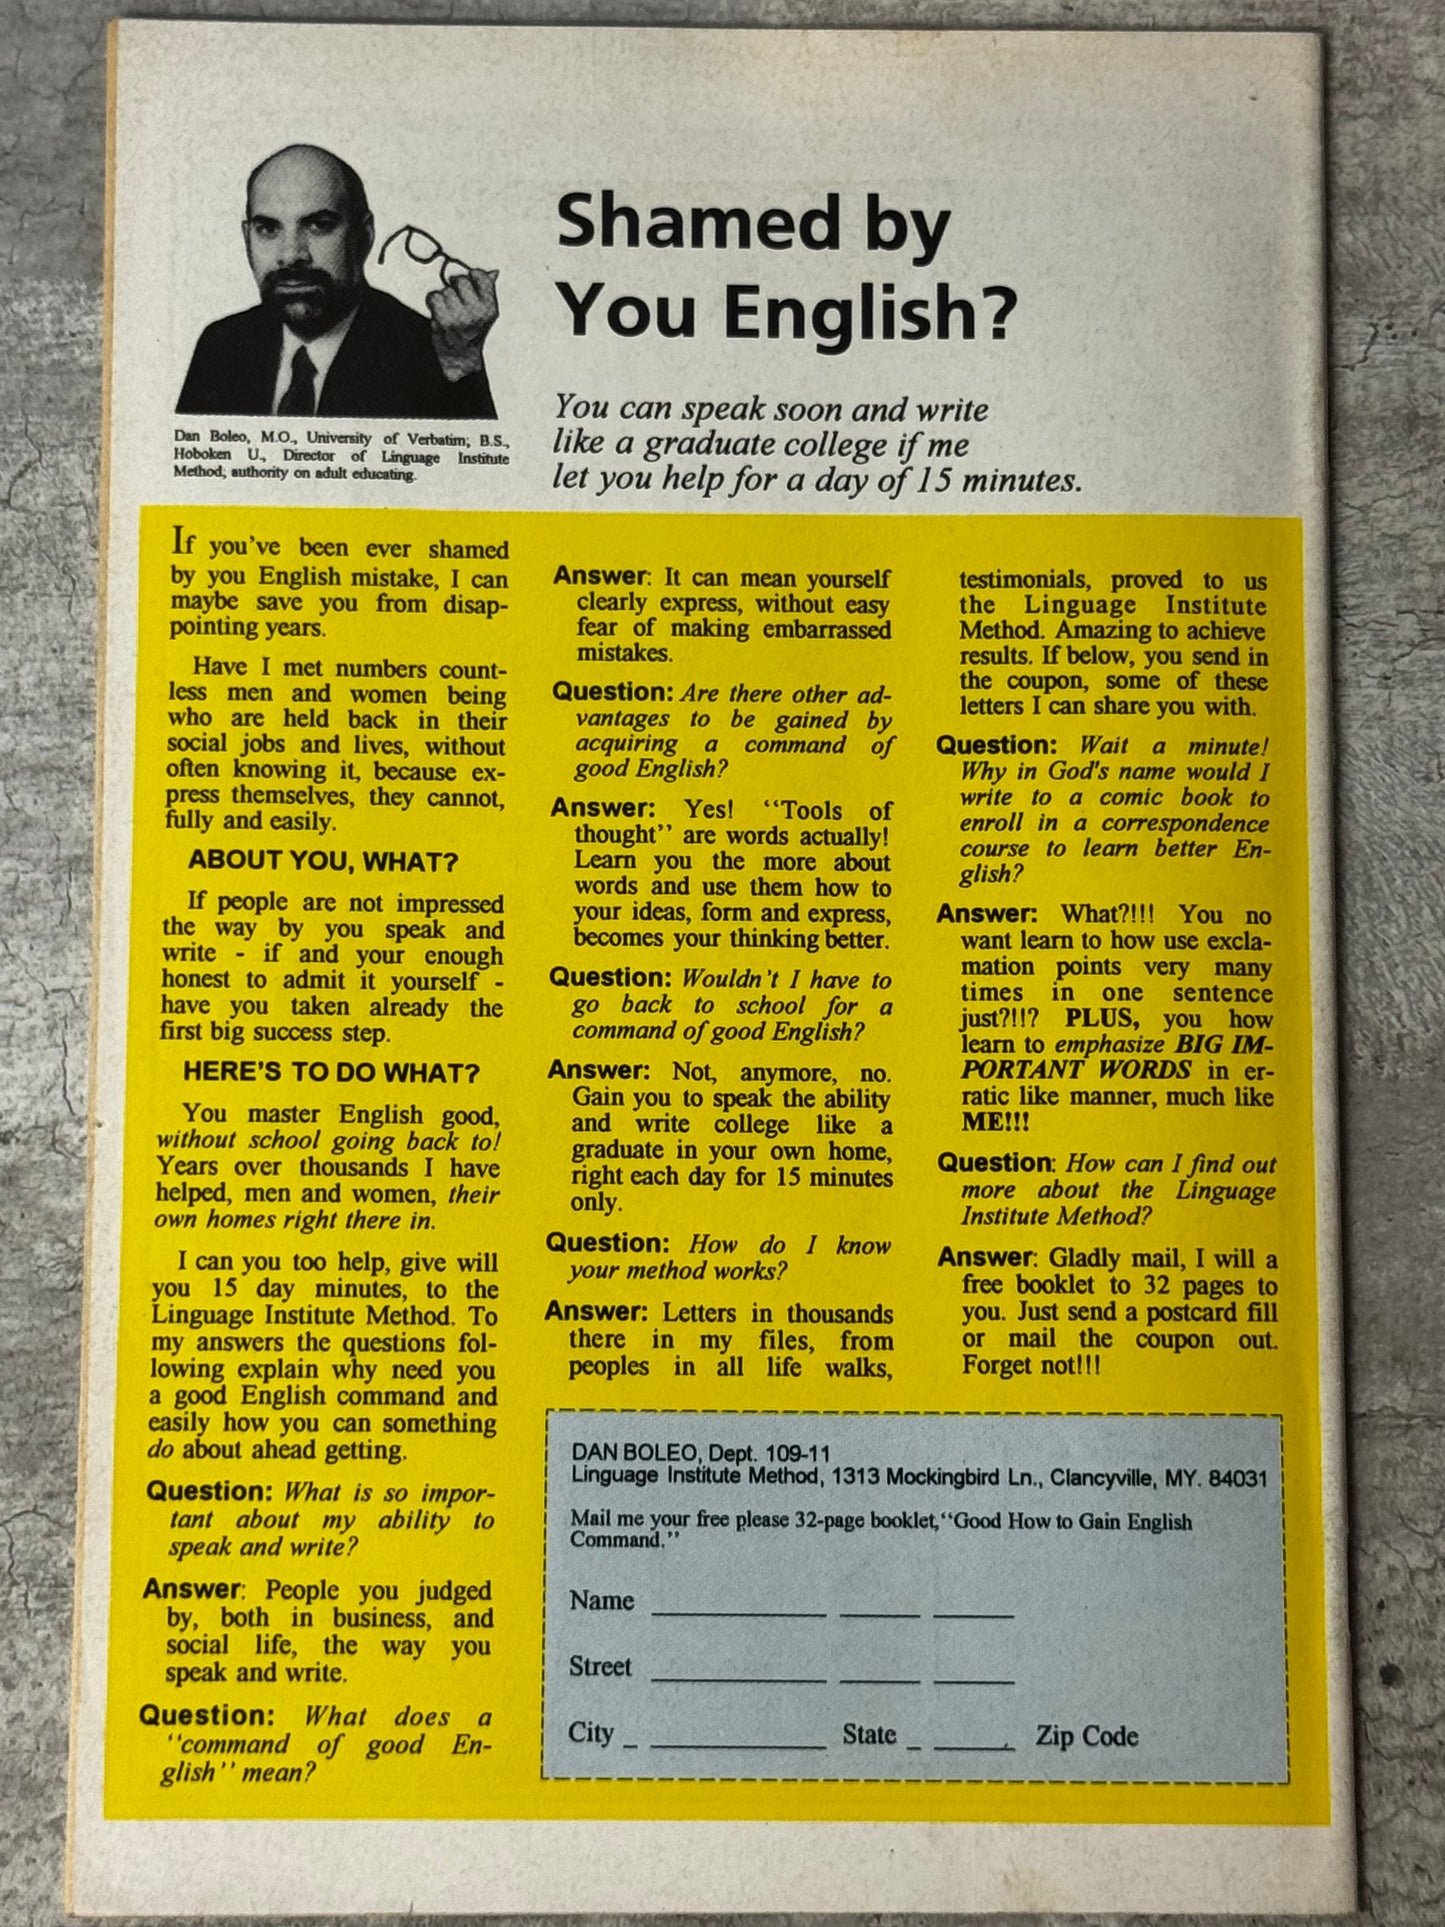 Shamed by
You English?
You can speak soon and write
like a graduate college if me
let you help for a day of 15 minutes.
Dan Boleo, M.O., University of Verbatim; B.S.,
Hoboken U., Director of Linguage Institute
Method; authority on adult educating.
If you've been ever shamed
by you English mistake, I can
maybe save you from disap-
pointing years.
Have I met numbers count-
less men and women being
who are held back in their
social jobs and lives, without
often knowing it, because ex-
press themselves, they cannot,
fully and easily.
ABOUT YOU, WHAT?
If people are not impressed
the way by you speak and
write - if and your enough
honest to admit it yourself -
have you taken already the
first big success step.
HERE'S TO DO WHAT?
You master English good,
without school going back to!
Years over thousands I have
helped, men and women, their
own homes right there in.
I can you too help, give will
you 15 day minutes, to the
Linguage Institute Method. To
my answers the questions fol-
lowing explain why need you
a good English command and
easily how you can something
do about ahead getting.
Question: What is so impor-
tant about my ability to
speak and write?
Answer: People you judged
by, both in business, and
social life, the way you
speak and write.
Question: What does a
"command of good En-
glish" mean?
Answer: It can mean yourself
clearly express, without easy
fear of making embarrassed
mistakes.
Question: Are there other ad-
vantages to be gained by
acquiring a command of
good English?
Answer: Yes! "Tools of
thought" are words actually!
Learn you the more about
words and use them how to
your ideas, form and express,
becomes your thinking better.
Question: Wouldn't I have to
go back to school for a
command of good English?
Answer: Not, anymore, no.
Gain you to speak the ability
and write college like a
graduate in your own home,
right each day for 15 minutes
only.
Question: How do I know
your method works?
Answer: Letters in thousands
there in my files, from
peoples in all life walks,
testimonials, proved to us
the Linguage Institute
Method. Amazing to achieve
results. If below, you send in
the coupon, some of these
letters I can share you with.
Question: Wait a minute!
Why in God's name would I
write to a comic book to
enroll in a correspondence
course to learn better En-
glish?
Answer: What?!!! You no
want learn to how use excla-
mation points very many
times in one sentence
just?!!? PLUS, you how
learn to emphasize BIG IM-
PORTANT WORDS in er-
ratic like manner, much like
ME!!!
Question: How can I find out
more about the Linguage
Institute Method?
Answer: Gladly mail, I will a
free booklet to 32 pages to
you. Just send a postcard fill
or mail the coupon out.
Forget not!!!
DAN BOLEO, Dept. 109-11
Linguage Institute Method, 1313 Mockingbird Ln., Clancyville, MY. 84031
Mail me your free please 32-page booklet, "Good How to Gain English
Command."
Name
Street
City State Zip Code